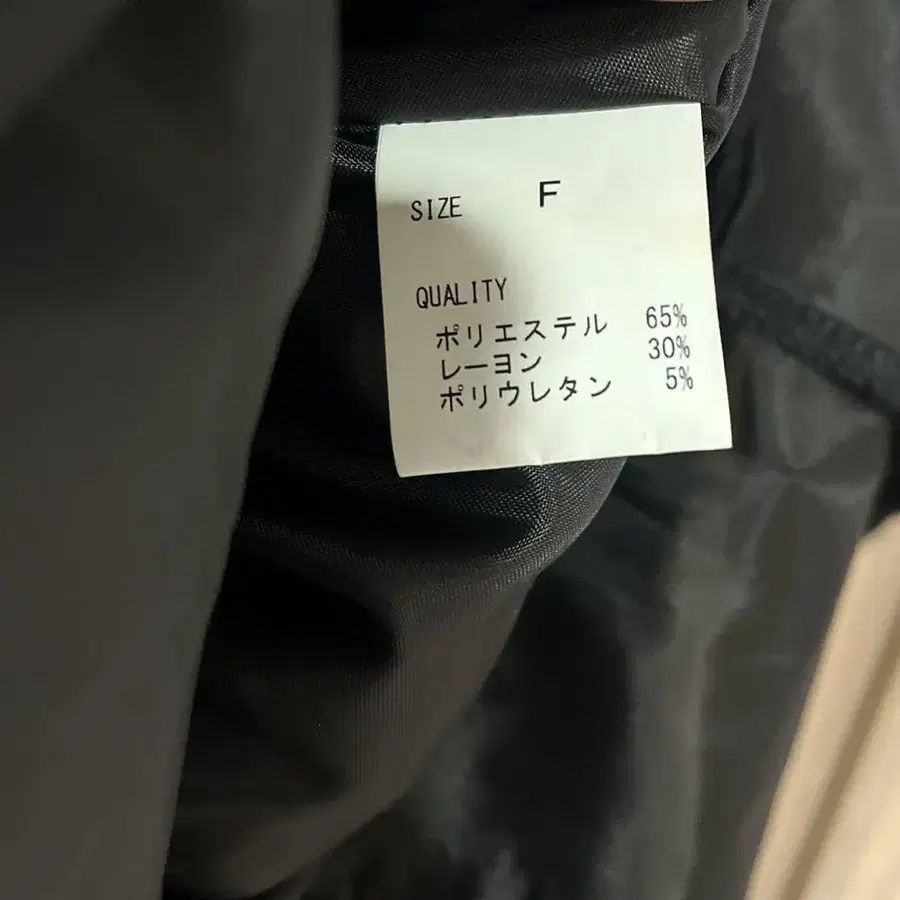 SIZE F
QUALITY
ポリエステル 65%
レーヨン 30%
ポリウレタン 5%